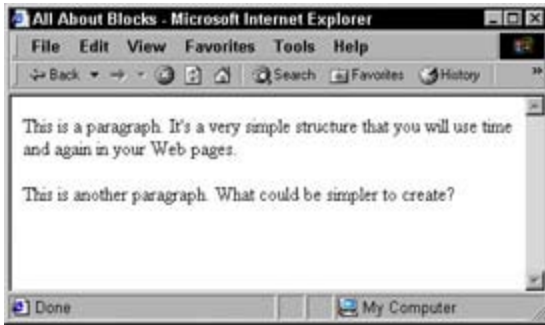 All About Blocks - Microsoft Internet Explorer
File Edit View Favorites Tools Help
Back Search Favorites History »
This is a paragraph. It's a very simple structure that you will use time
and again in your Web pages.
This is another paragraph. What could be simpler to create?
Done My Computer